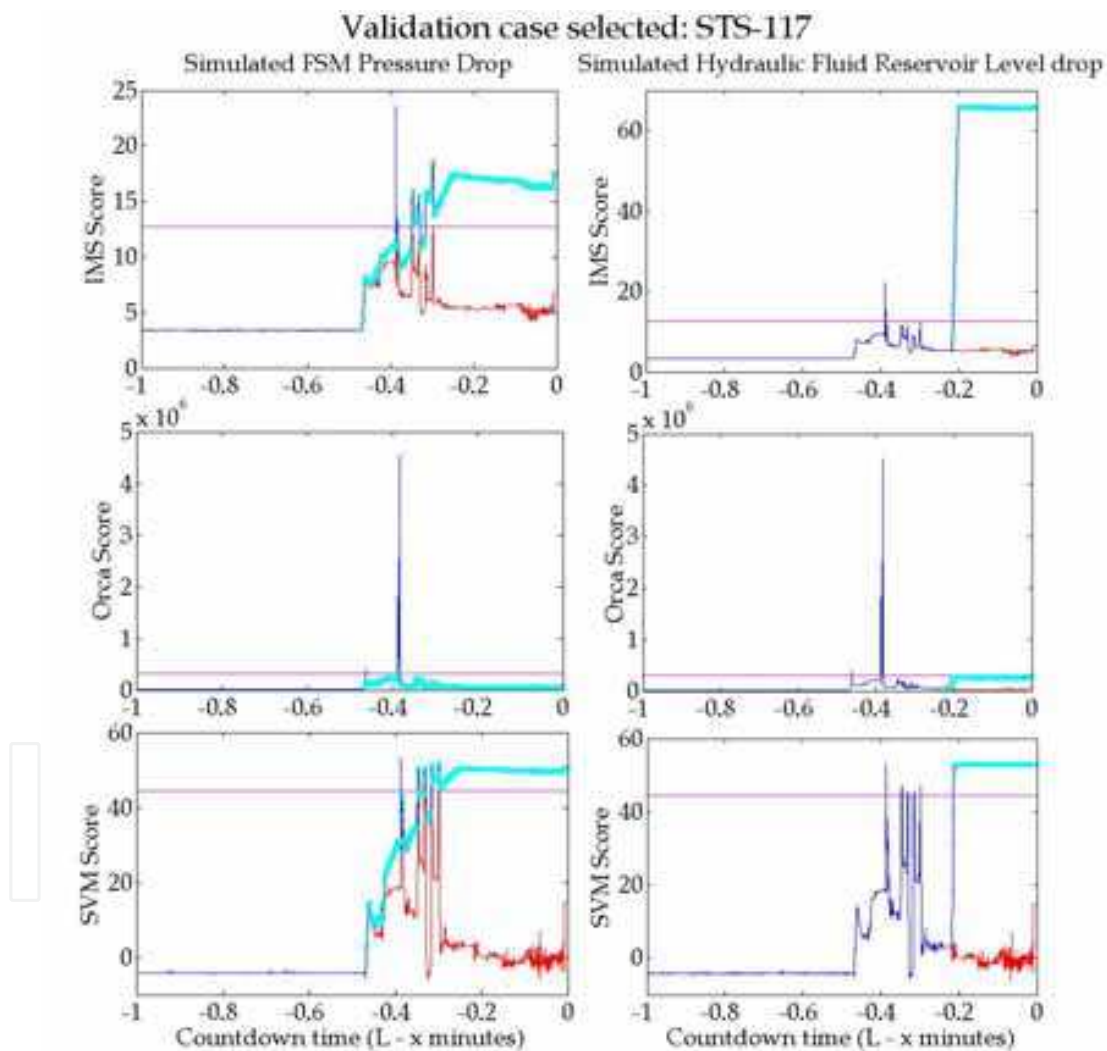 Validation case selected: STS-117
Simulated FSM Pressure Drop
Simulated Hydraulic Fluid Reservoir Level drop
25
20
15
10
5
0
IMS Score
-1 -0.8 -0.6 -0.4 -0.2 0
60
40
20
0
IMS Score
-1 -0.8 -0.6 -0.4 -0.2 0
x 10^6
5
4
3
2
1
0
Orca Score
-1 -0.8 -0.6 -0.4 -0.2 0
x 10^6
5
4
3
2
1
0
Orca Score
-1 -0.8 -0.6 -0.4 -0.2 0
60
40
20
0
SVM Score
-1 -0.8 -0.6 -0.4 -0.2 0
Countdown time (L - x minutes)
60
40
20
0
SVM Score
-1 -0.8 -0.6 -0.4 -0.2 0
Countdown time (L - x minutes)